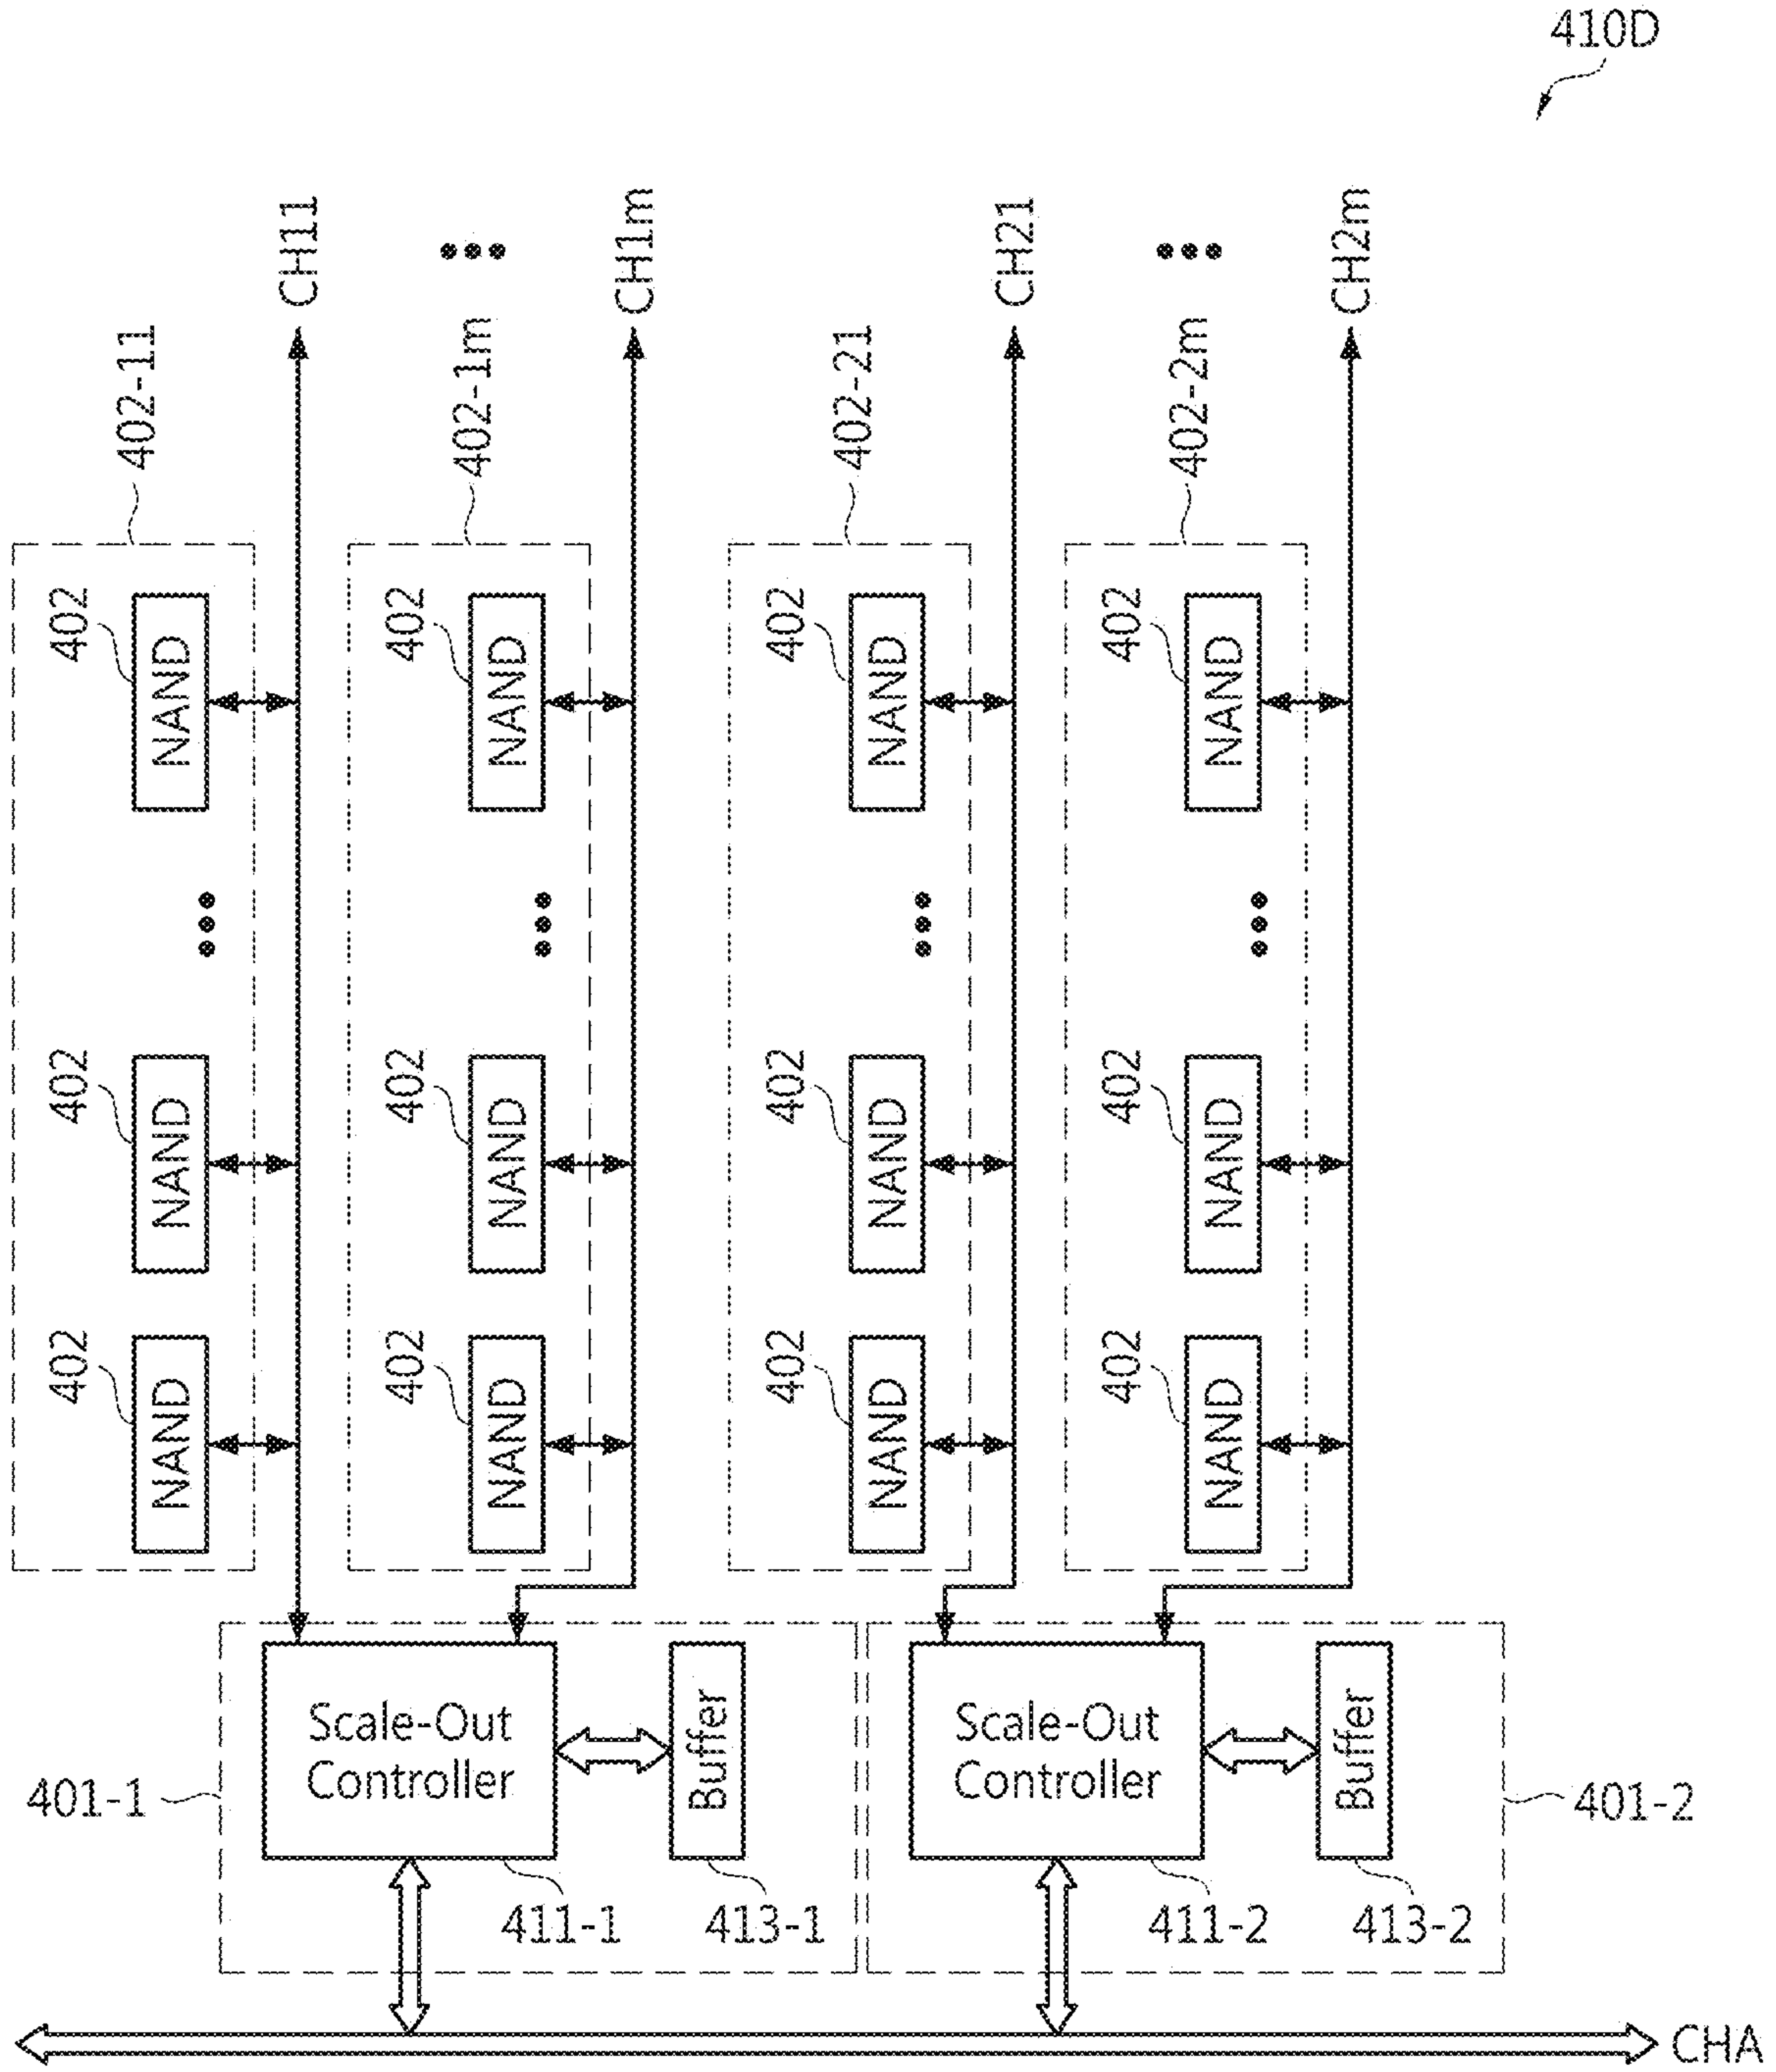 410D
CH11
CH1m
CH21
CH2m
402-11
402-1m
402-21
402-2m
402
NAND
402
NAND
402
NAND
402
NAND
402
NAND
402
NAND
402
NAND
402
NAND
402
NAND
402
NAND
402
NAND
402
NAND
Scale-Out
Controller
Buffer
Scale-Out
Controller
Buffer
401-1
401-2
411-1
413-1
411-2
413-2
CHA